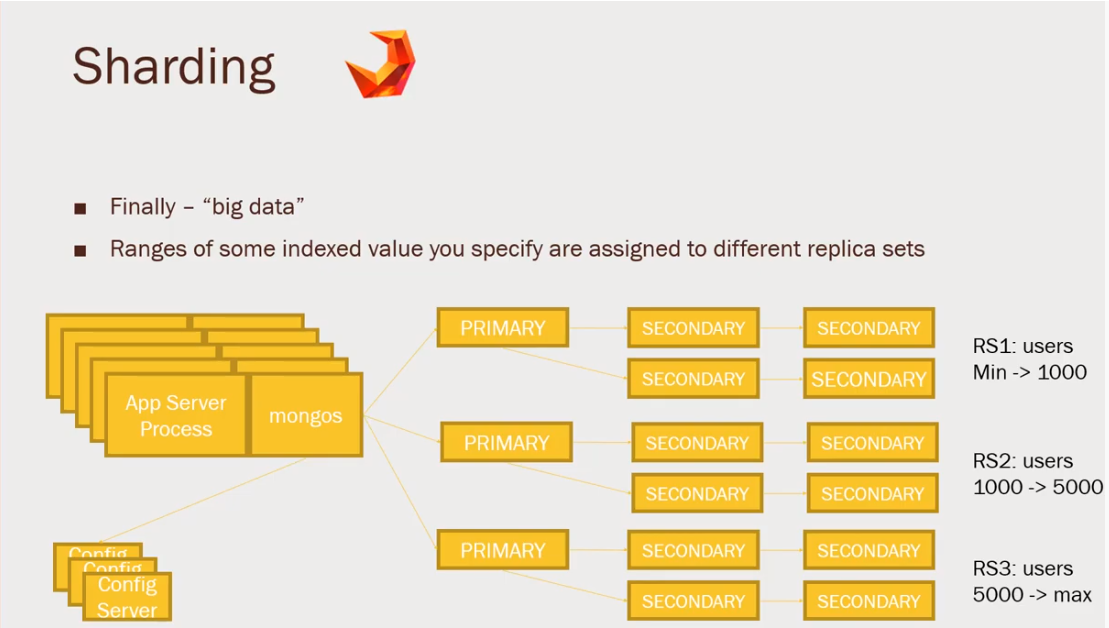 Sharding
Finally – “big data”
Ranges of some indexed value you specify are assigned to different replica sets
App Server
Process
mongos
Config
Config
Config
Server
PRIMARY
SECONDARY
SECONDARY
SECONDARY
SECONDARY
RS1: users
Min -> 1000
PRIMARY
SECONDARY
SECONDARY
SECONDARY
SECONDARY
RS2: users
1000 -> 5000
PRIMARY
SECONDARY
SECONDARY
SECONDARY
SECONDARY
RS3: users
5000 -> max